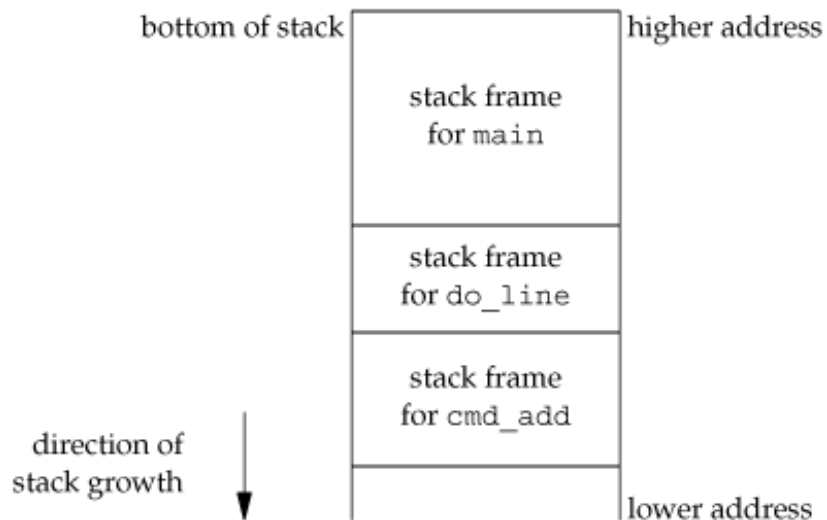 bottom of stack
higher address
stack frame
for main
stack frame
for do_line
stack frame
for cmd_add
direction of
stack growth
lower address